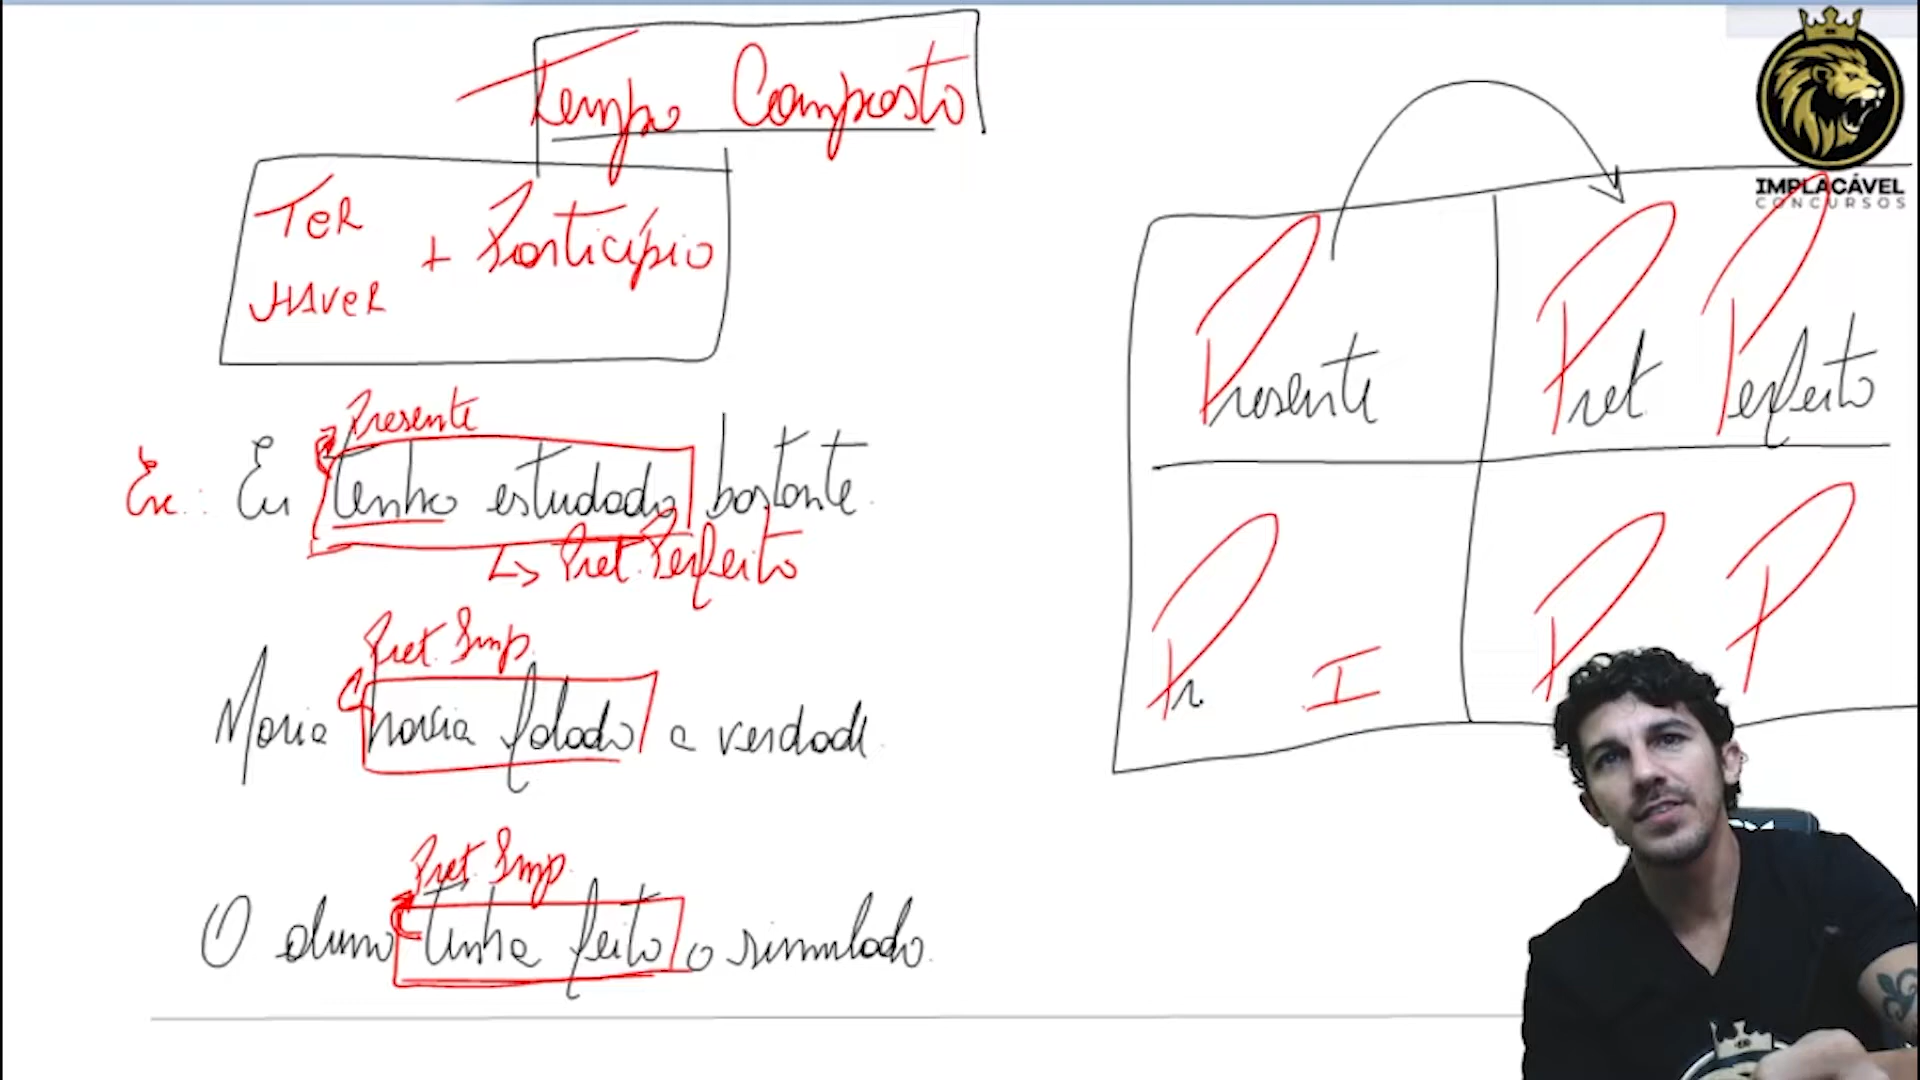 Tempo Composto
TER
+ Particípio
HAVER
Presente
Ex.: Eu tenho estudado bastante.
↳ Pret. Perfeito
Pret. Imp.
Maria havia falado a verdade.
Pret. Imp.
O aluno tinha feito o simulado.
IMPLACÁVEL
CONCURSOS
Presente
Pret Perfeito
Pr. I
P P